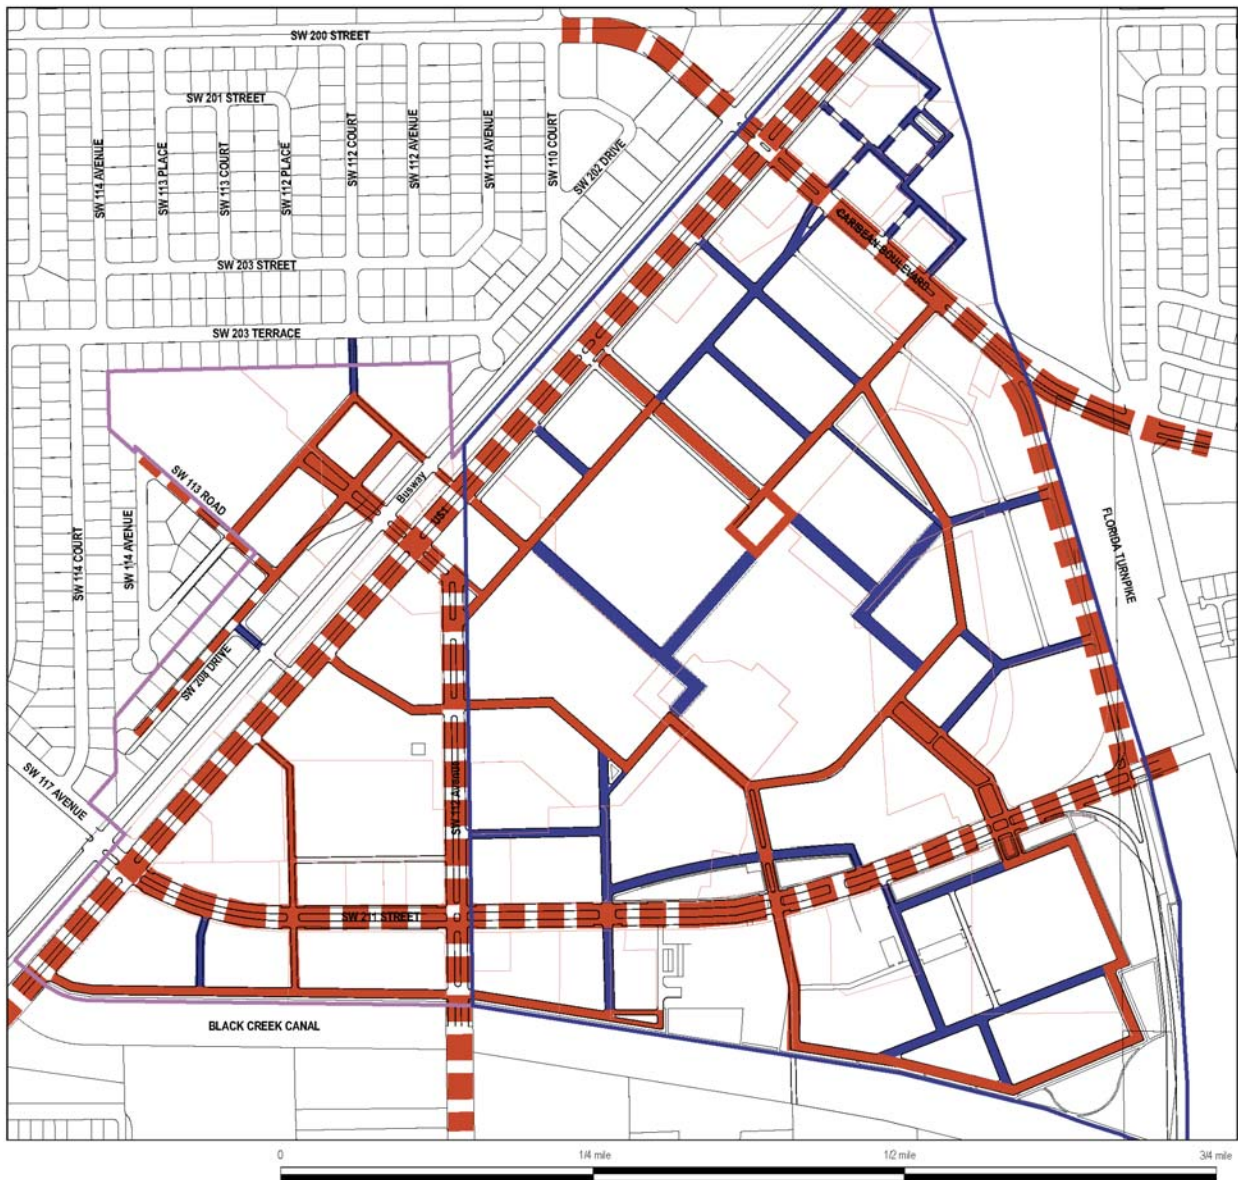 SW 200 STREET
SW 201 STREET
SW 114 AVENUE
SW 113 PLACE
SW 113 COURT
SW 112 PLACE
SW 112 COURT
SW 112 AVENUE
SW 111 AVENUE
SW 110 COURT
SW 202 DRIVE
CARIBEAN BOULEVARD
SW 203 STREET
SW 203 TERRACE
SW 113 ROAD
Busway
US1
SW 114 COURT
SW 114 AVENUE
FLORIDA TURNPIKE
SW 208 DRIVE
SW 117 AVENUE
SW 112 Avenue
SW 211 STREET
BLACK CREEK CANAL
0 1/4 mile 1/2 mile 3/4 mile